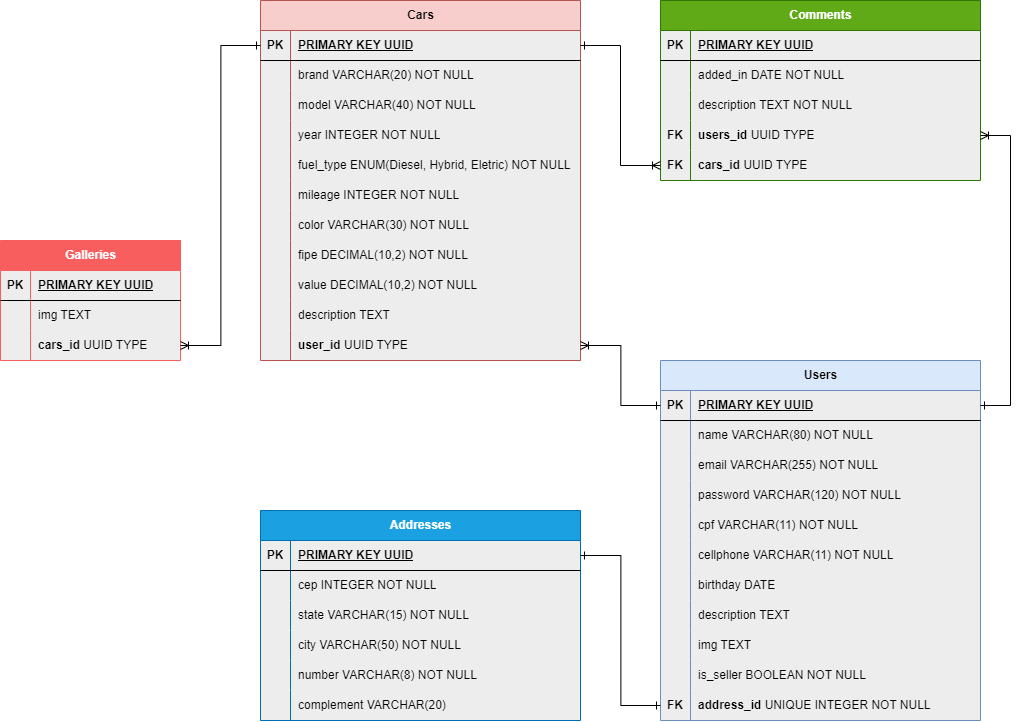 Cars
PK PRIMARY KEY UUID
brand VARCHAR(20) NOT NULL
model VARCHAR(40) NOT NULL
year INTEGER NOT NULL
fuel_type ENUM(Diesel, Hybrid, Eletric) NOT NULL
mileage INTEGER NOT NULL
color VARCHAR(30) NOT NULL
fipe DECIMAL(10,2) NOT NULL
value DECIMAL(10,2) NOT NULL
description TEXT
user_id UUID TYPE
Comments
PK PRIMARY KEY UUID
added_in DATE NOT NULL
description TEXT NOT NULL
FK users_id UUID TYPE
FK cars_id UUID TYPE
Galleries
PK PRIMARY KEY UUID
img TEXT
cars_id UUID TYPE
Users
PK PRIMARY KEY UUID
name VARCHAR(80) NOT NULL
email VARCHAR(255) NOT NULL
password VARCHAR(120) NOT NULL
cpf VARCHAR(11) NOT NULL
cellphone VARCHAR(11) NOT NULL
birthday DATE
description TEXT
img TEXT
is_seller BOOLEAN NOT NULL
FK address_id UNIQUE INTEGER NOT NULL
Addresses
PK PRIMARY KEY UUID
cep INTEGER NOT NULL
state VARCHAR(15) NOT NULL
city VARCHAR(50) NOT NULL
number VARCHAR(8) NOT NULL
complement VARCHAR(20)